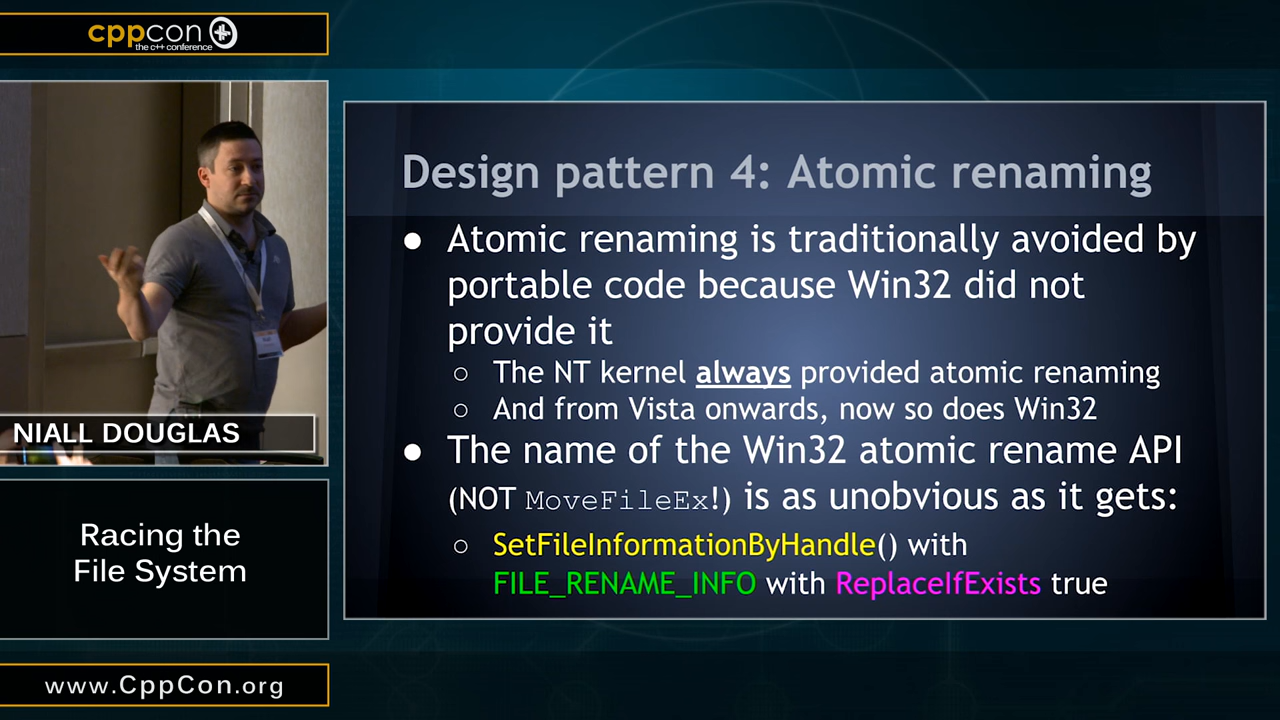 cppcon
the c++ conference
NIALL DOUGLAS
Racing the
File System
www.CppCon.org
Design pattern 4: Atomic renaming
● Atomic renaming is traditionally avoided by
portable code because Win32 did not
provide it
○ The NT kernel always provided atomic renaming
○ And from Vista onwards, now so does Win32
● The name of the Win32 atomic rename API
(NOT MoveFileEx!) is as unobvious as it gets:
○ SetFileInformationByHandle() with
FILE_RENAME_INFO with ReplaceIfExists true